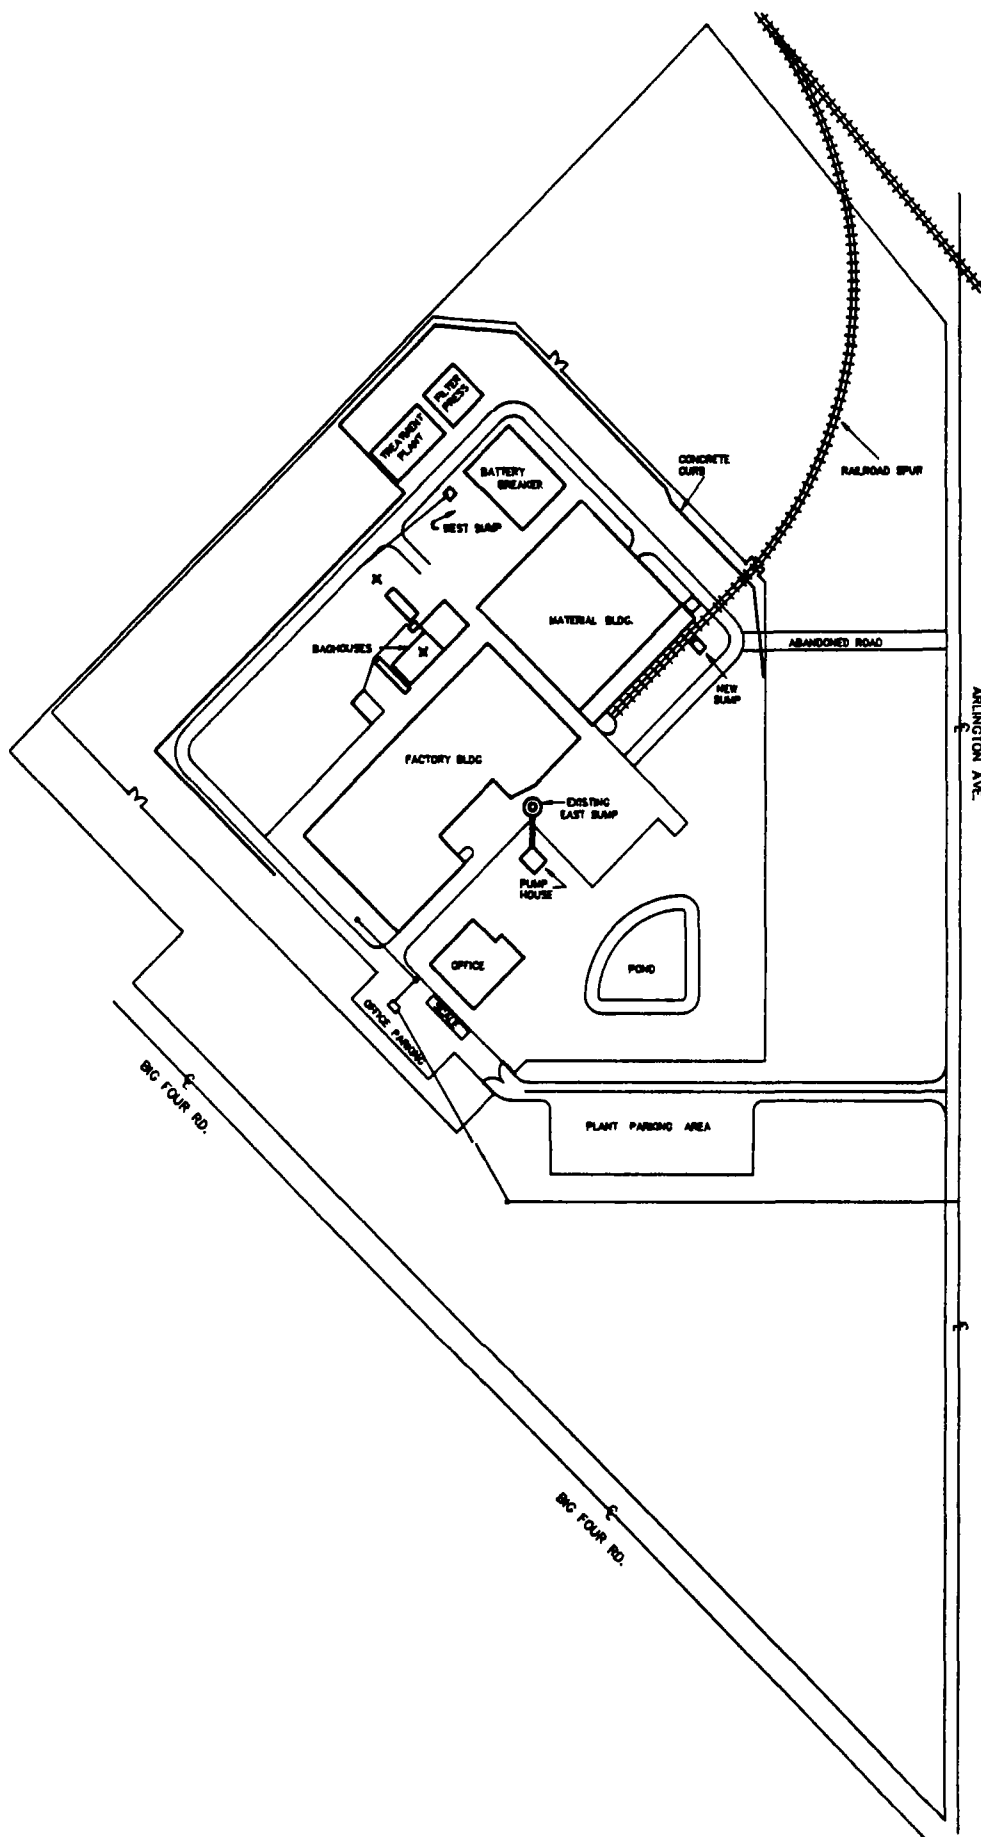 FILTER
PRESS
TREATMENT
PLANT
BATTERY
BREAKER
WEST SUMP
CONCRETE
CURB
RAILROAD SPUR
MATERIAL BLDG.
ABANDONED ROAD
BAGHOUSES
NEW
SUMP
ARLINGTON AVE.
FACTORY BLDG
EXISTING
EAST SUMP
PUMP
HOUSE
OFFICE
POND
SCALE
OFFICE PARKING
BIG FOUR RD.
PLANT PARKING AREA
BIG FOUR RD.